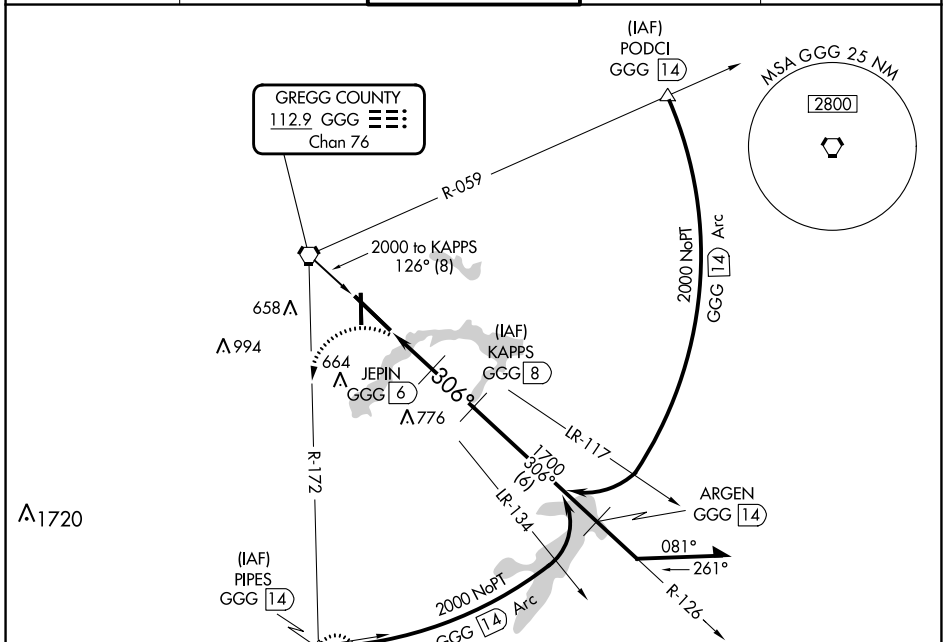 (IAF)
PODCI
GGG 14
MSA GGG 25 NM
2800
GREGG COUNTY
112.9 GGG
Chan 76
R-059
2000 to KAPPS
126° (8)
2000 NoPT
GGG 14 Arc
658
994
664
JEPIN
GGG 6
306°
(IAF)
KAPPS
GGG 8
776
LR-117
R-172
1700
306°
(6)
LR-134
ARGEN
GGG 14
1720
081°
261°
(IAF)
PIPES
GGG 14
2000 NoPT
GGG 14 Arc
R-126